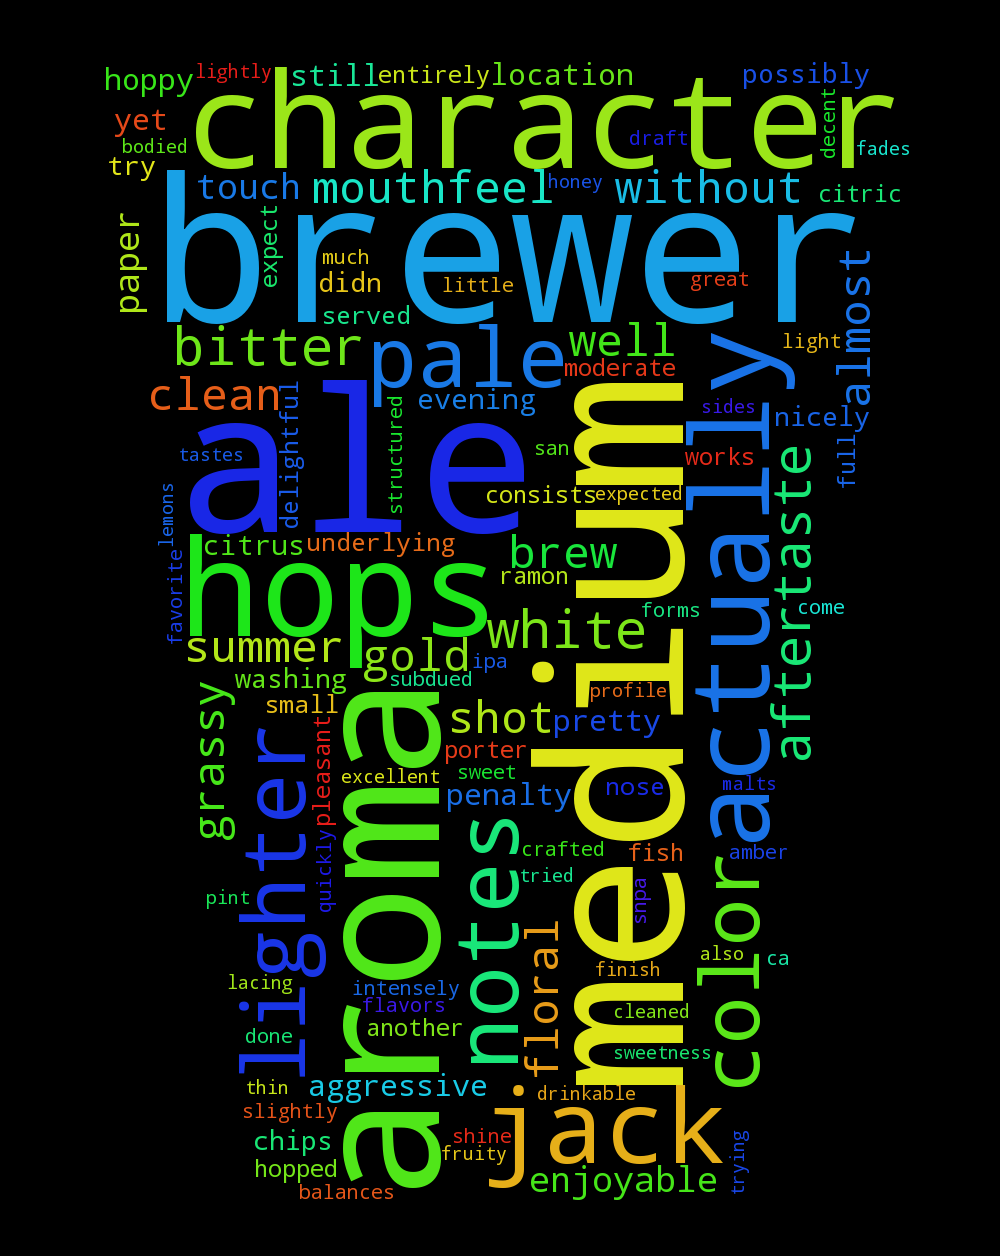 hoppy
lightly
still
entirely
location
possibly
character
yet
bodied
try
draft
decent
fades
touch
mouthfeel
honey
without
citric
paper
brewer
expect
much
didn
little
great
served
almost
bitter
pale
well
light
moderate
clean
evening
ale
delightful
structured
medium
actually
sides
nicely
tastes
san
works
full
aftertaste
consists
expected
lemons
favorite
citrus
underlying
brew
hops
ramon
forms
come
white
summer
gold
ipa
washing
subdued
small
profile
grassy
lighter
pleasant
aroma
shot
pretty
porter
excellent
sweet
penalty
nose
malts
quickly
notes
crafted
fish
amber
tried
snpa
color
pint
floral
also
ca
finish
lacing
intensely
flavors
cleaned
another
done
sweetness
thin
aggressive
drinkable
jack
slightly
chips
shine
fruity
hopped
enjoyable
trying
balances